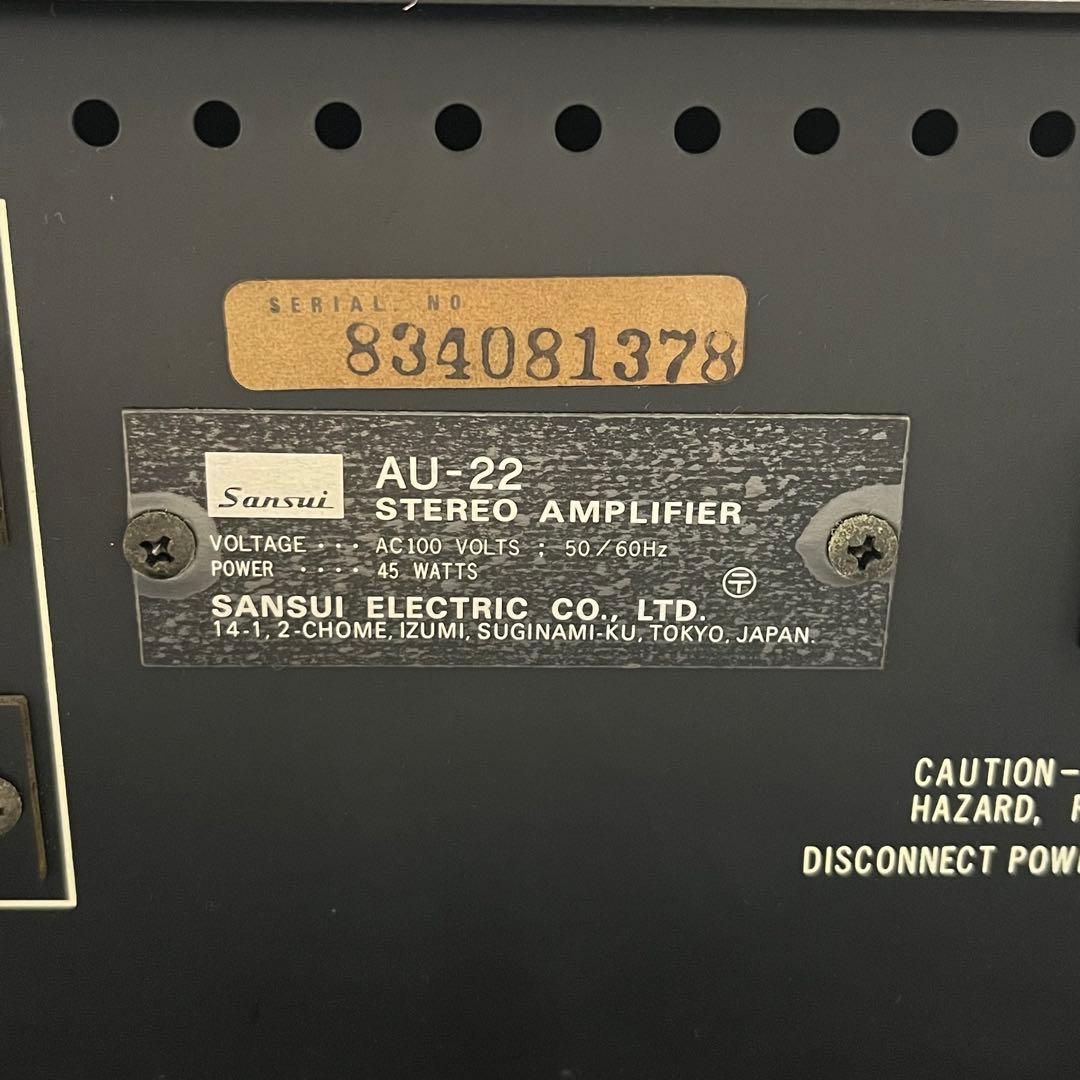 SERIAL. NO
834081378
Sansui
AU-22
STEREO AMPLIFIER
VOLTAGE ··· AC100 VOLTS ; 50/60Hz
POWER ···· 45 WATTS
〶
SANSUI ELECTRIC CO., LTD.
14-1, 2-CHOME, IZUMI, SUGINAMI-KU, TOKYO, JAPAN.
CAUTION-
HAZARD,
DISCONNECT